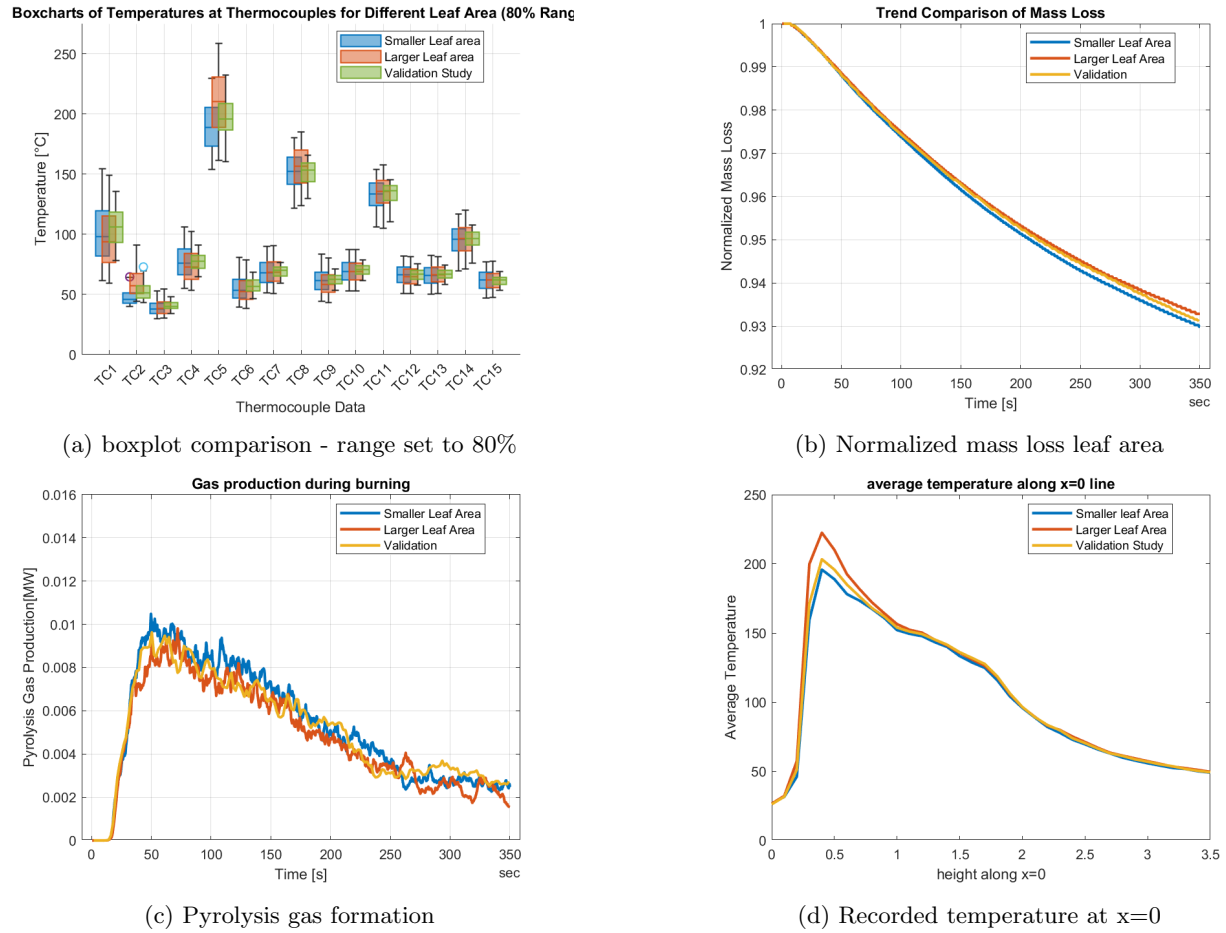 Boxcharts of Temperatures at Thermocouples for Different Leaf Area (80% Rang
Smaller Leaf area
Larger Leaf area
Validation Study
Temperature [°C]
250
200
150
100
50
0
TC1
TC2
TC3
TC4
TC5
TC6
TC7
TC8
TC9
TC10
TC11
TC12
TC13
TC14
TC15
Thermocouple Data
(a) boxplot comparison - range set to 80%
Trend Comparison of Mass Loss
Smaller Leaf Area
Larger Leaf Area
Validation
Normalized Mass Loss
1
0.99
0.98
0.97
0.96
0.95
0.94
0.93
0.92
0
50
100
150
200
250
300
350
sec
Time [s]
(b) Normalized mass loss leaf area
Gas production during burning
Smaller Leaf Area
Larger Leaf Area
Validation
Pyrolysis Gas Production[MW]
0.016
0.014
0.012
0.01
0.008
0.006
0.004
0.002
0
0
50
100
150
200
250
300
350
sec
Time [s]
(c) Pyrolysis gas formation
average temperature along x=0 line
Smaller leaf Area
Larger Leaf Area
Validation Study
Average Temperature
250
200
150
100
50
0
0
0.5
1
1.5
2
2.5
3
3.5
height along x=0
(d) Recorded temperature at x=0